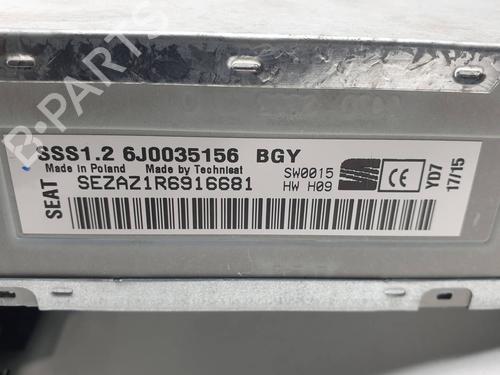 B-PARTS
SSS1.2 6J0035156 BGY
Made in Poland Made by Technisat
SEAT
SEZAZ1R6916681
SW0015
HW H09
CE
YD7
17/15